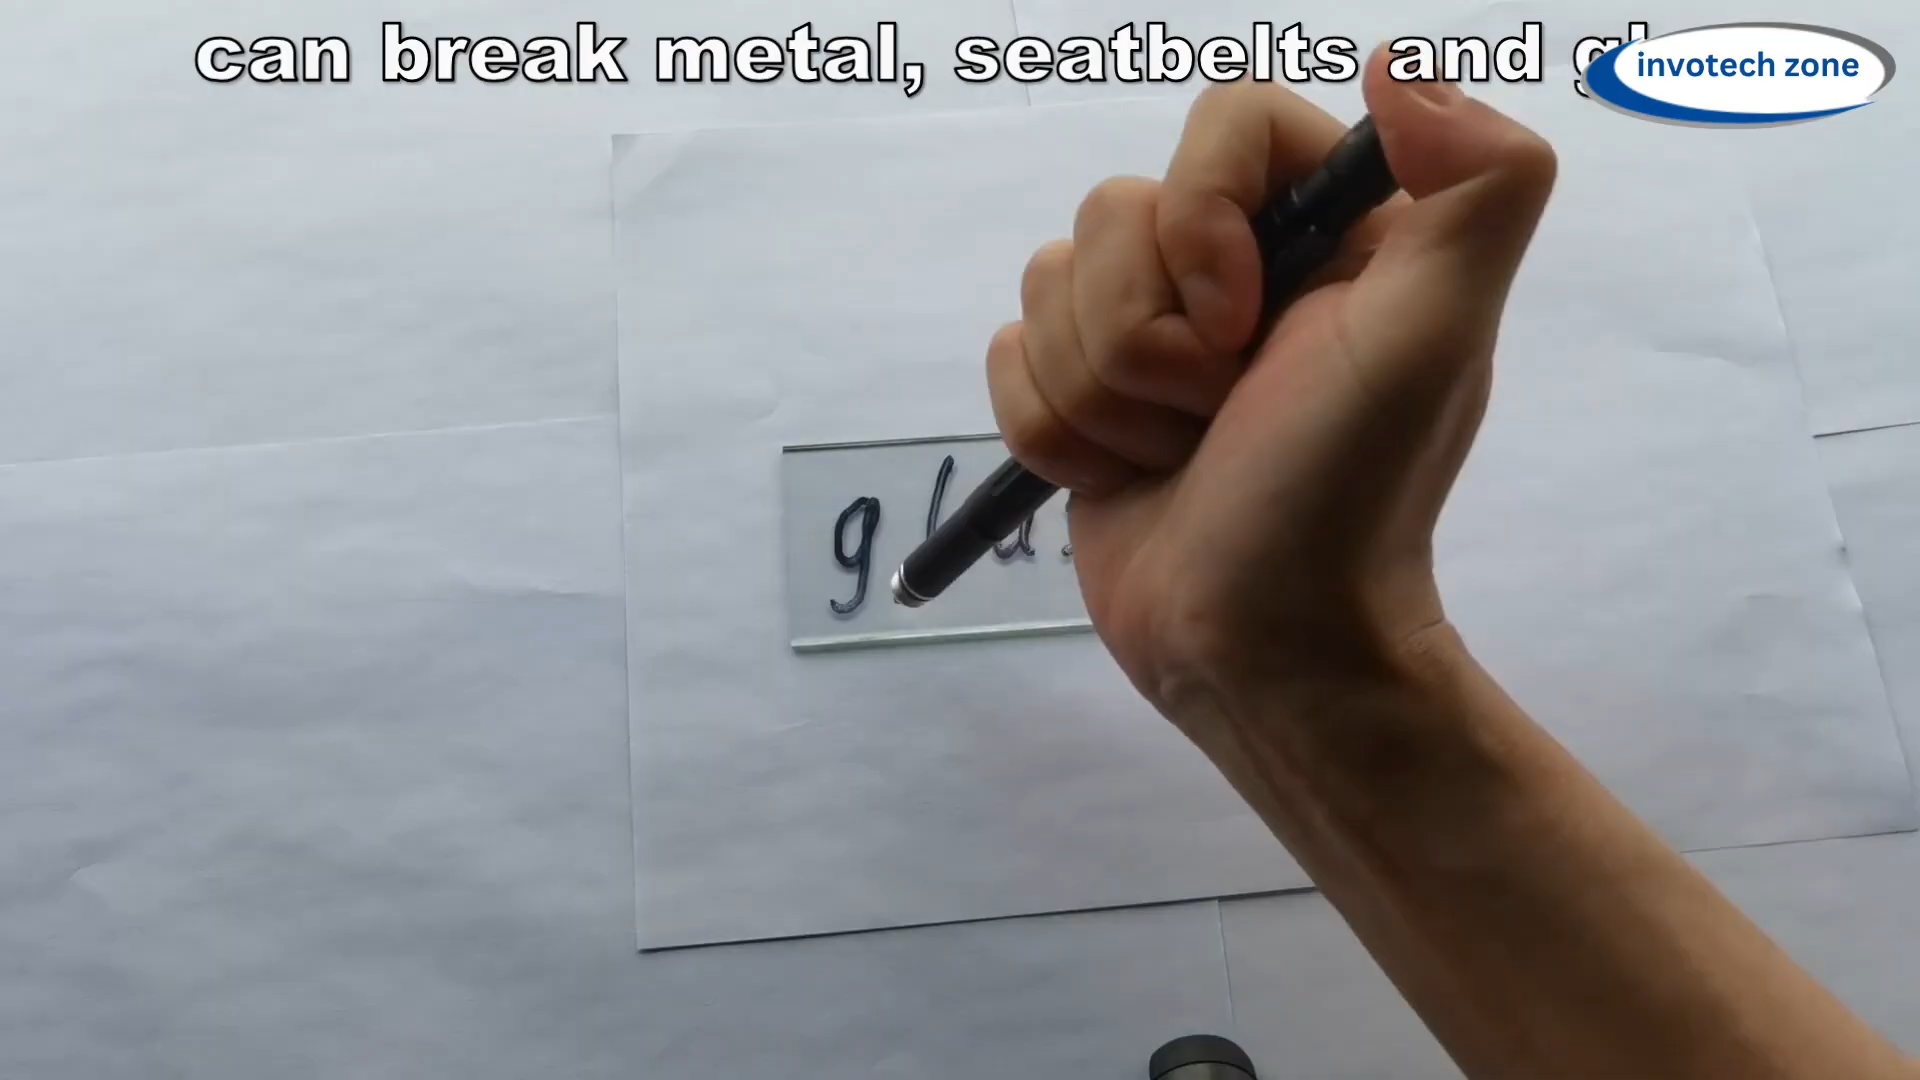 can break metal, seatbelts and
invotech zone